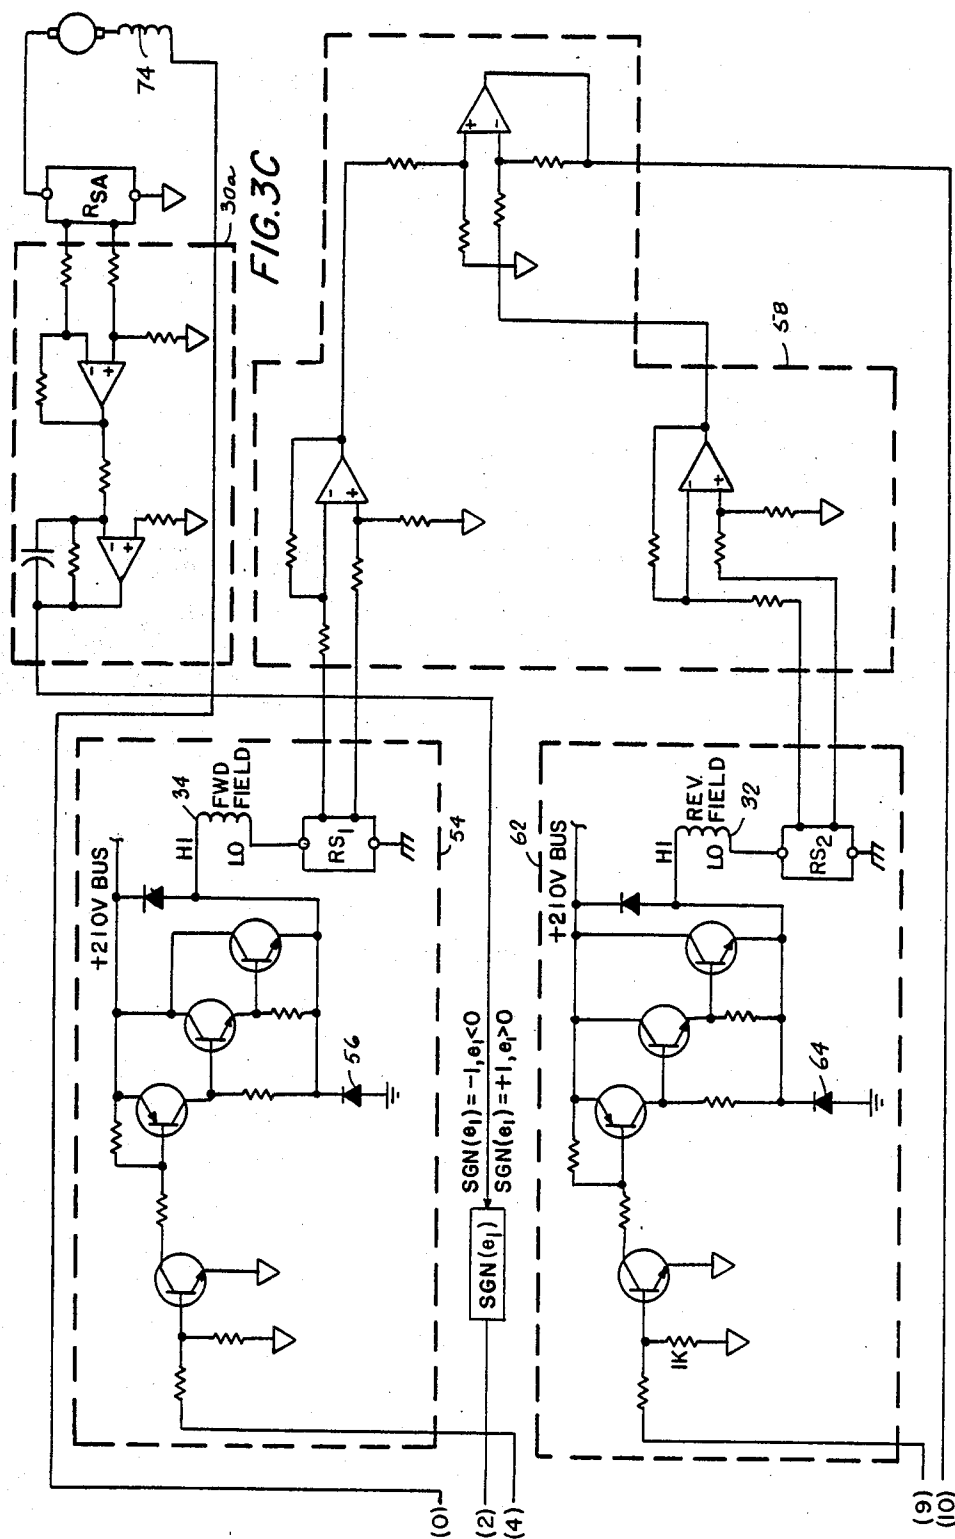 74
RSA
30a
FIG. 3C
58
+210V BUS
34
HI
LO
FWD
FIELD
RS1
54
56
SGN(e1)=-1, e1<0
SGN(e1)=+1, e1>0
SGN(e1)
62
+210V BUS
HI
LO
REV.
FIELD
32
RS2
64
1K
(0)
(2)
(4)
(9)
(10)
+
-
-
+
-
+
-
+
-
+